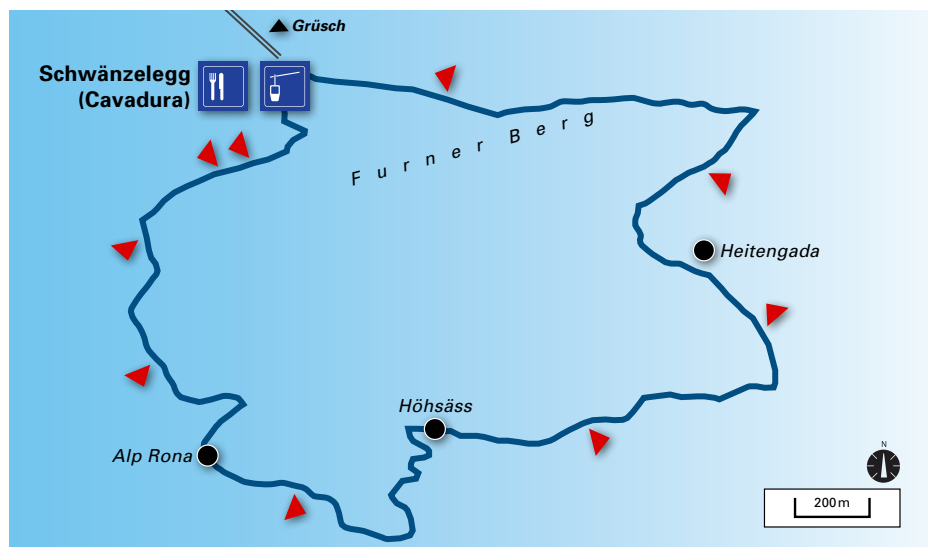 Grüsch
Schwänzelegg
(Cavadura)
Furner Berg
Heitengada
Höhsäss
Alp Rona
N
200 m